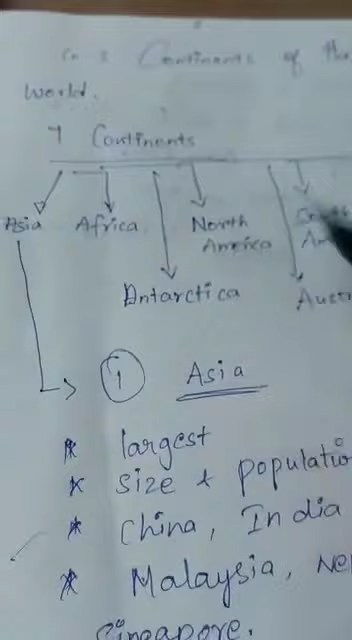 Continents of the
World.
7 Continents
Asia Africa North America
Antarctica
1 Asia
* largest
* size + population
* China, India
* Malaysia,
Singapore.